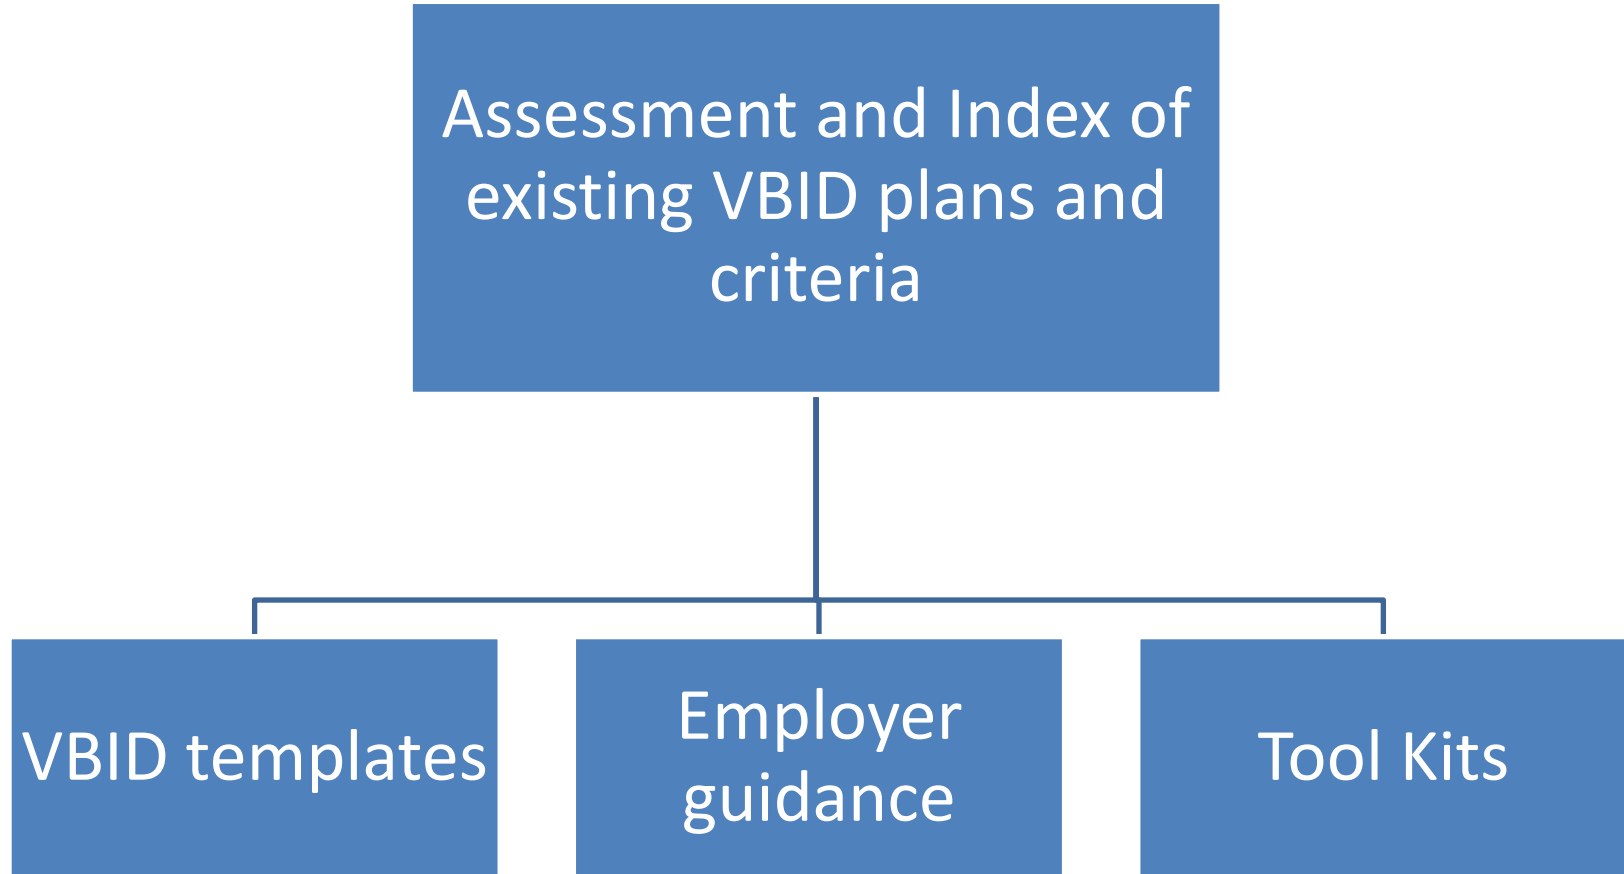 Assessment and Index of
existing VBID plans and
criteria
VBID templates
Employer
guidance
Tool Kits